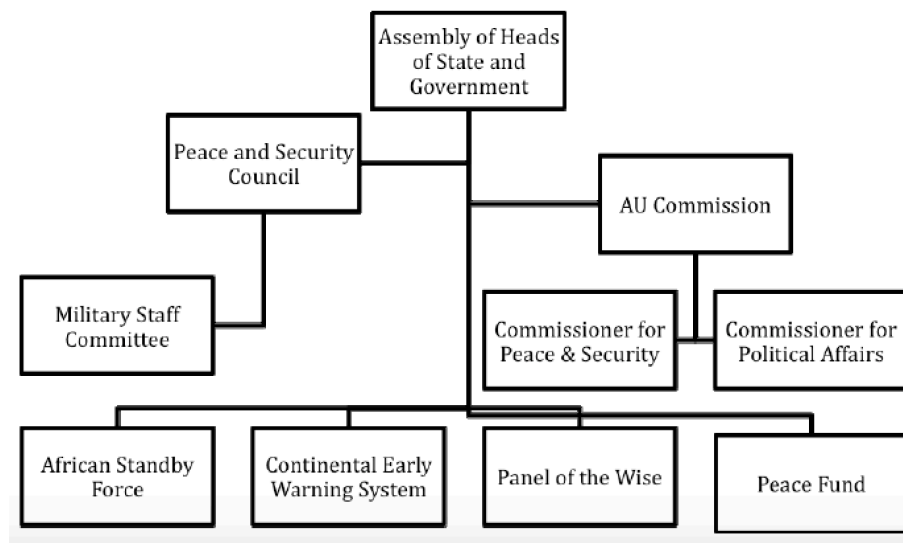 Assembly of Heads
of State and
Government
Peace and Security
Council
AU Commission
Military Staff
Committee
Commissioner for
Peace & Security
Commissioner for
Political Affairs
African Standby
Force
Continental Early
Warning System
Panel of the Wise
Peace Fund